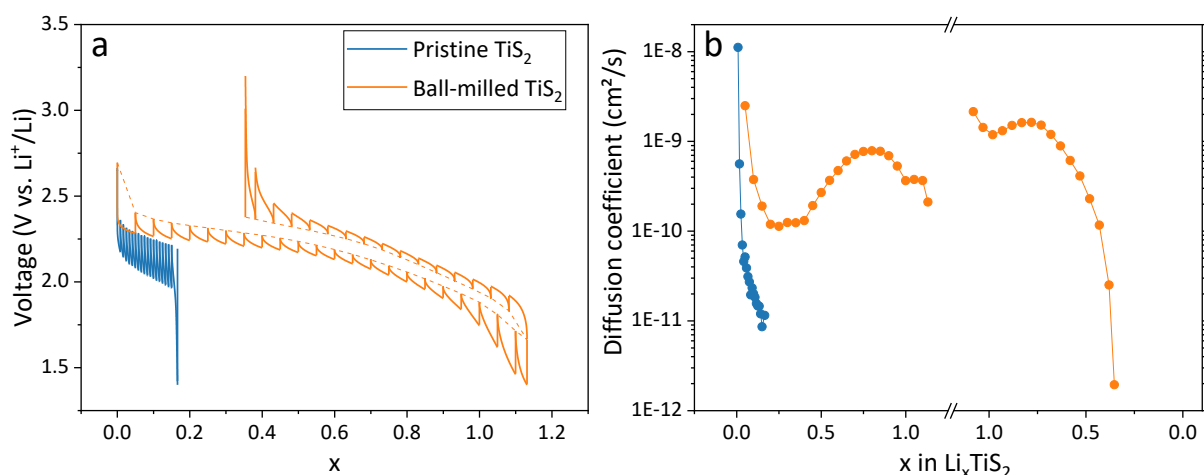 a
Pristine TiS₂
Ball-milled TiS₂
Voltage (V vs. Li⁺/Li)
3.5
3.0
2.5
2.0
1.5
0.0 0.2 0.4 0.6 0.8 1.0 1.2
x
b
Diffusion coefficient (cm²/s)
1E-8
1E-9
1E-10
1E-11
1E-12
0.0 0.5 1.0 1.0 0.5 0.0
x in LiₓTiS₂